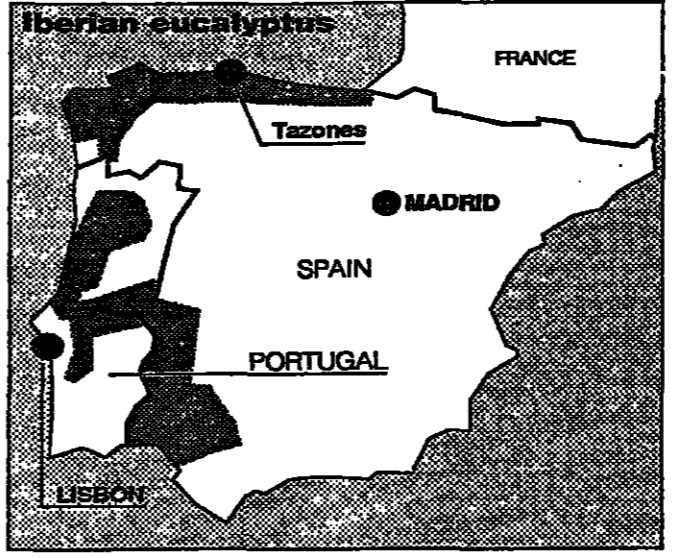 Iberian eucalyptus
FRANCE
Tazones
MADRID
SPAIN
PORTUGAL
LISBON